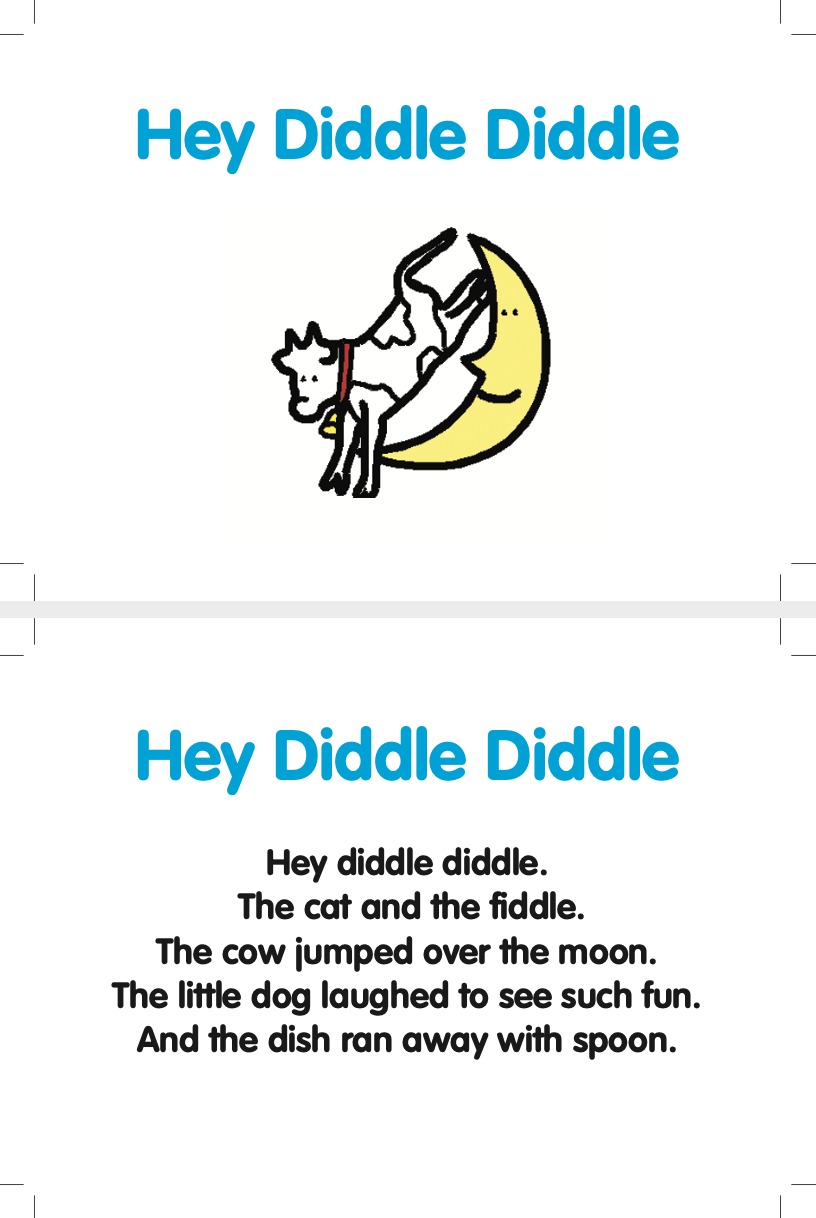 Hey Diddle Diddle
Hey Diddle Diddle
Hey diddle diddle.
The cat and the fiddle.
The cow jumped over the moon.
The little dog laughed to see such fun.
And the dish ran away with spoon.